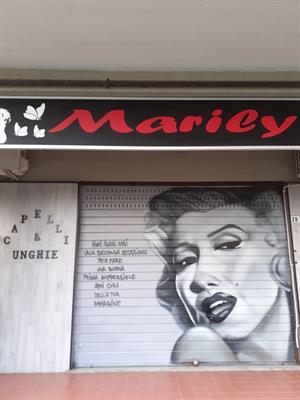 Marily
CAPELLI
&
UNGHIE
NON AVRAI MAI
UNA SECONDA OCCASIONE
PER FARE
UNA BUONA
PRIMA IMPRESSIONE
ABBI CURA
DELLA TUA
IMMAGINE